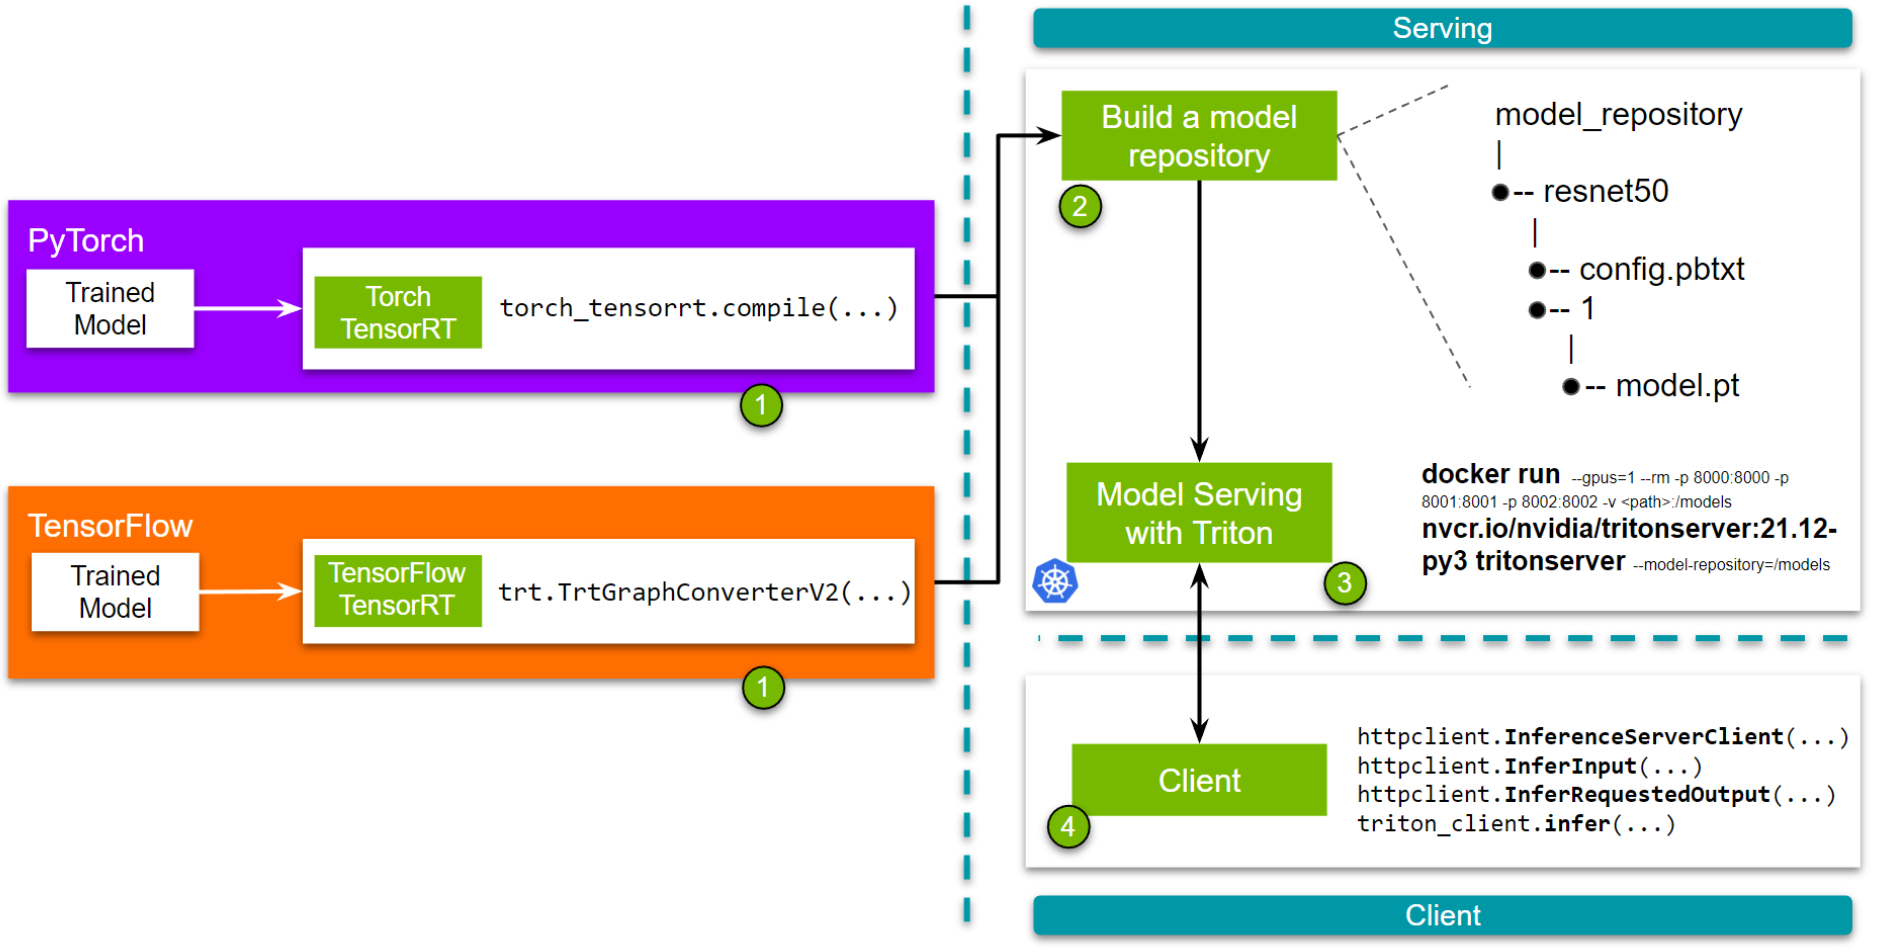 PyTorch
Trained
Model
Torch
TensorRT
torch_tensorrt.compile(...)
1
TensorFlow
Trained
Model
TensorFlow
TensorRT
trt.TrtGraphConverterV2(...)
1
Serving
Build a model
repository
2
model_repository
|
-- resnet50
|
-- config.pbtxt
-- 1
|
-- model.pt
Model Serving
with Triton
3
docker run --gpus=1 --rm -p 8000:8000 -p
8001:8001 -p 8002:8002 -v <path>:/models
nvcr.io/nvidia/tritonserver:21.12-
py3 tritonserver --model-repository=/models
Client
4
httpclient.InferenceServerClient(...)
httpclient.InferInput(...)
httpclient.InferRequestedOutput(...)
triton_client.infer(...)
Client